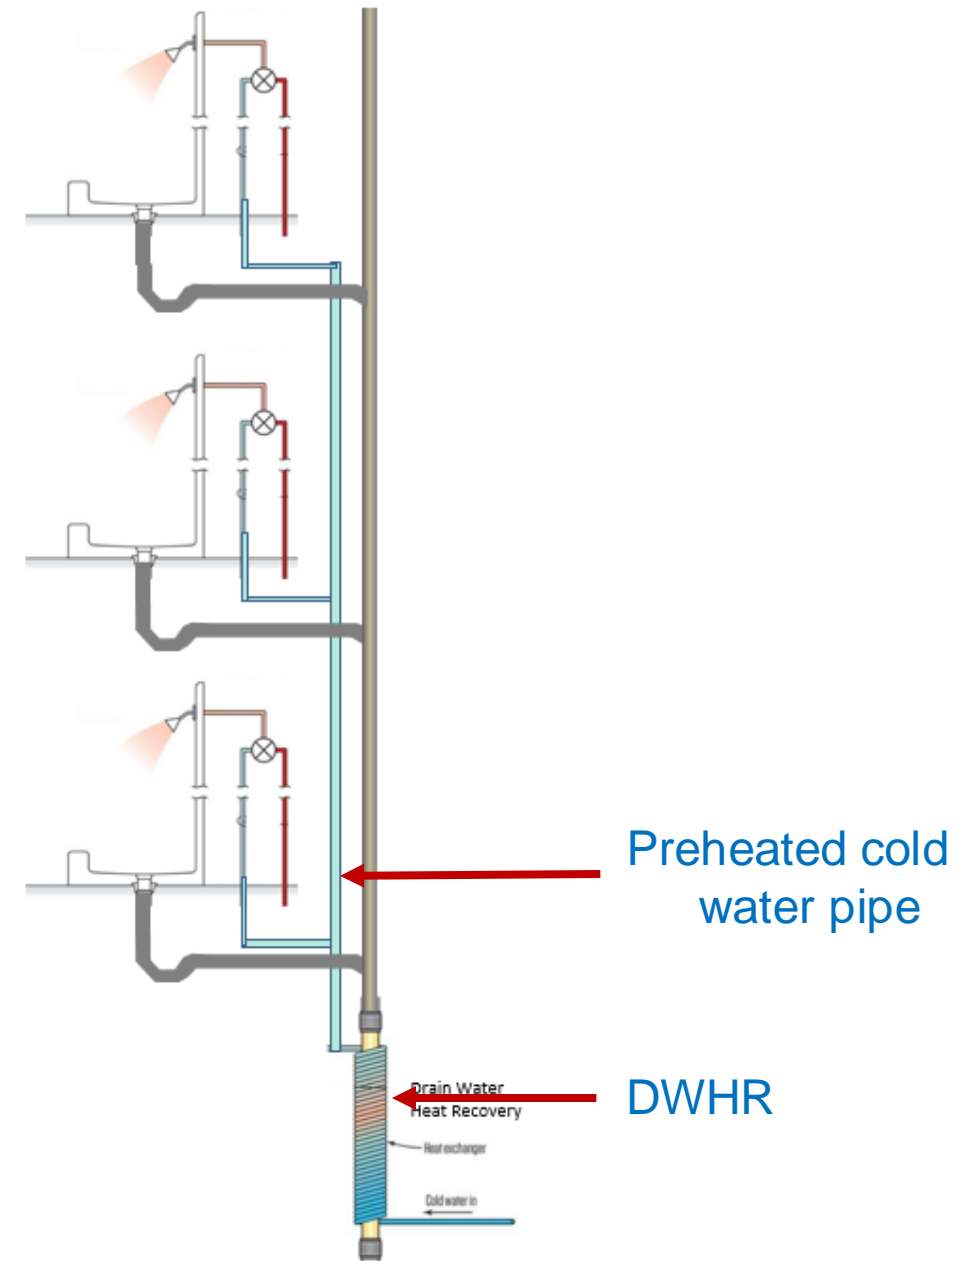 Preheated cold
water pipe
Drain Water
Heat Recovery
DWHR
Heat exchanger
Cold water in